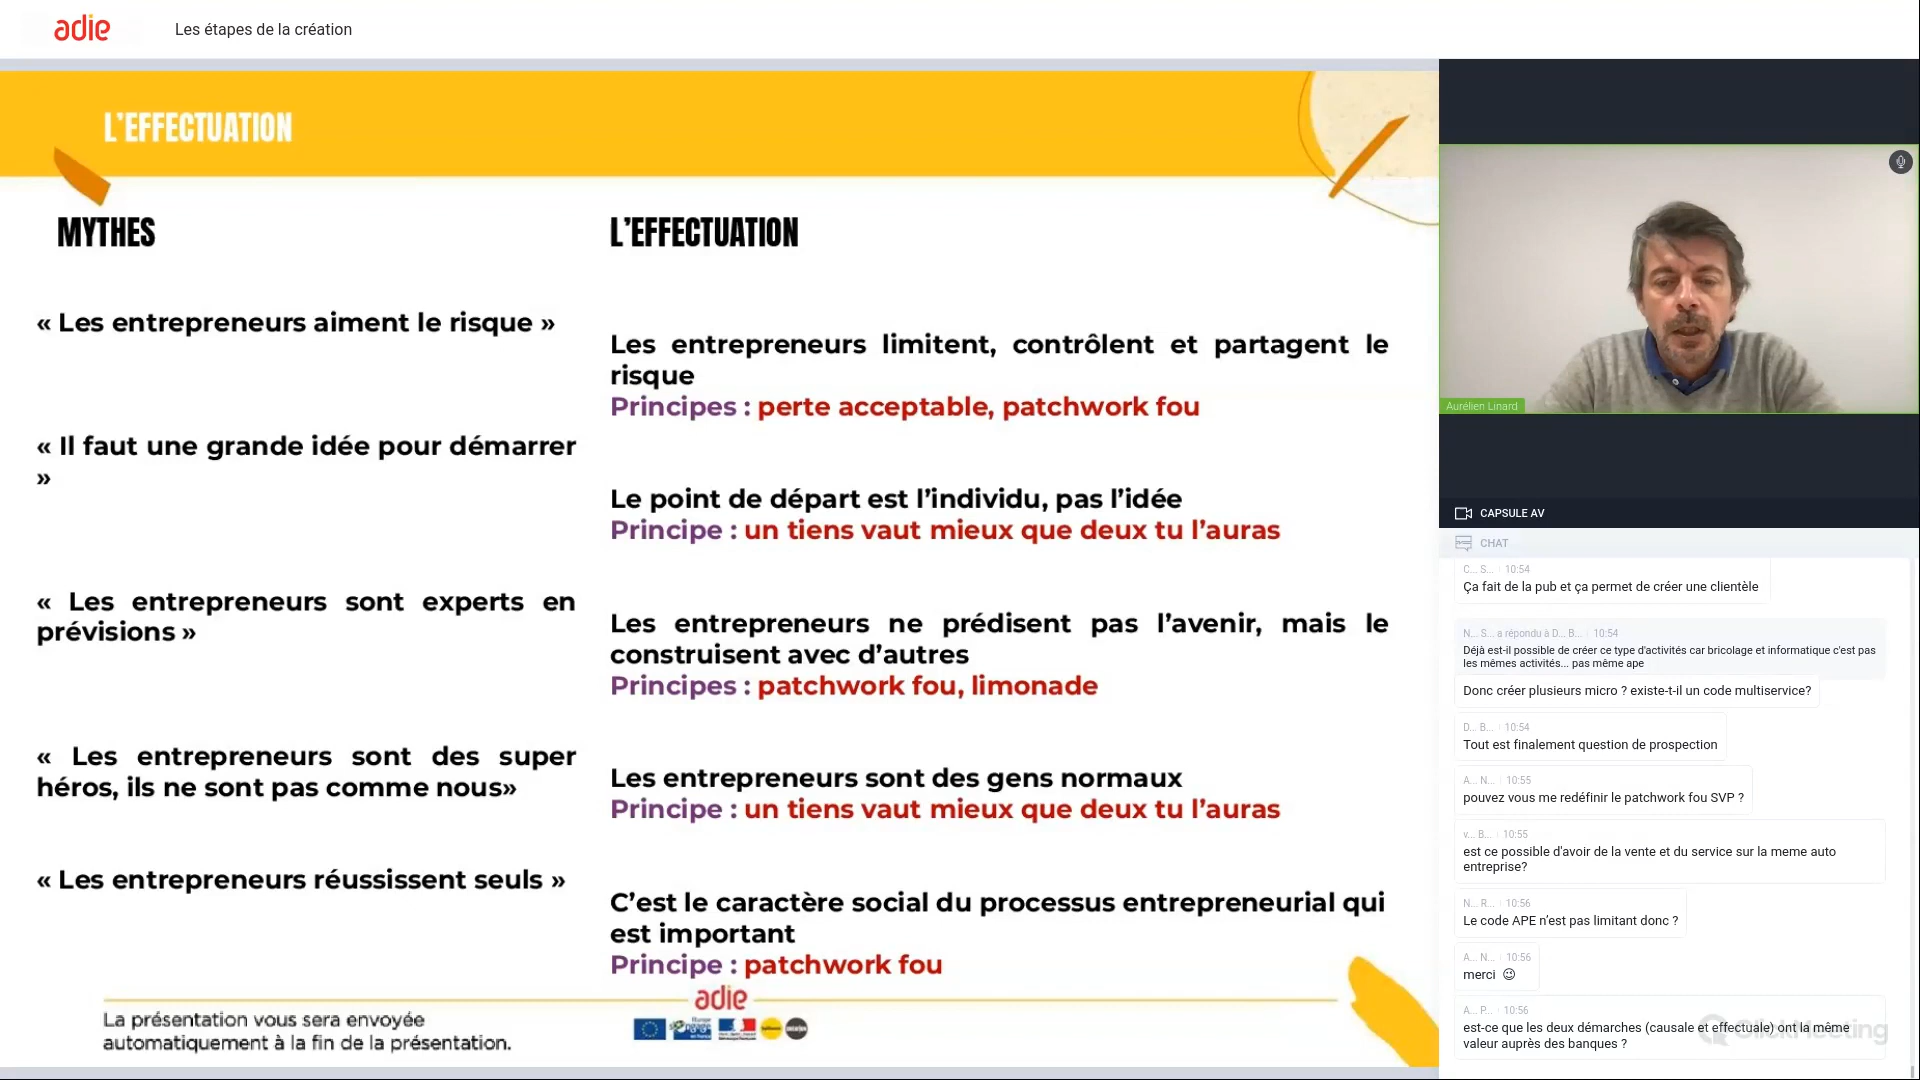 adie
Les étapes de la création
L'EFFECTUATION
MYTHES
« Les entrepreneurs aiment le risque »
« Il faut une grande idée pour démarrer
»
« Les entrepreneurs sont experts en
prévisions »
« Les entrepreneurs sont des super
héros, ils ne sont pas comme nous»
« Les entrepreneurs réussissent seuls »
L'EFFECTUATION
Les entrepreneurs limitent, contrôlent et partagent le
risque
Principes : perte acceptable, patchwork fou
Le point de départ est l'individu, pas l'idée
Principe : un tiens vaut mieux que deux tu l'auras
Les entrepreneurs ne prédisent pas l'avenir, mais le
construisent avec d'autres
Principes : patchwork fou, limonade
Les entrepreneurs sont des gens normaux
Principe : un tiens vaut mieux que deux tu l'auras
C'est le caractère social du processus entrepreneurial qui
est important
Principe : patchwork fou
adie
La présentation vous sera envoyée
automatiquement à la fin de la présentation.
Aurélien Linard
CAPSULE AV
CHAT
C... S... 10:54
Ça fait de la pub et ça permet de créer une clientèle
N... S... a répondu à D... B... 10:54
Déjà est-il possible de créer ce type d'activités car bricolage et informatique c'est pas
les mêmes activités... pas même ape
Donc créer plusieurs micro ? existe-t-il un code multiservice?
D... B... 10:54
Tout est finalement question de prospection
A... N... 10:55
pouvez vous me redéfinir le patchwork fou SVP ?
v... B... 10:55
est ce possible d'avoir de la vente et du service sur la meme auto
entreprise?
N... R... 10:56
Le code APE n'est pas limitant donc ?
A... N... 10:56
merci 😉
A... P... 10:56
est-ce que les deux démarches (causale et effectuale) ont la même
valeur auprès des banques ?
ClickMeeting